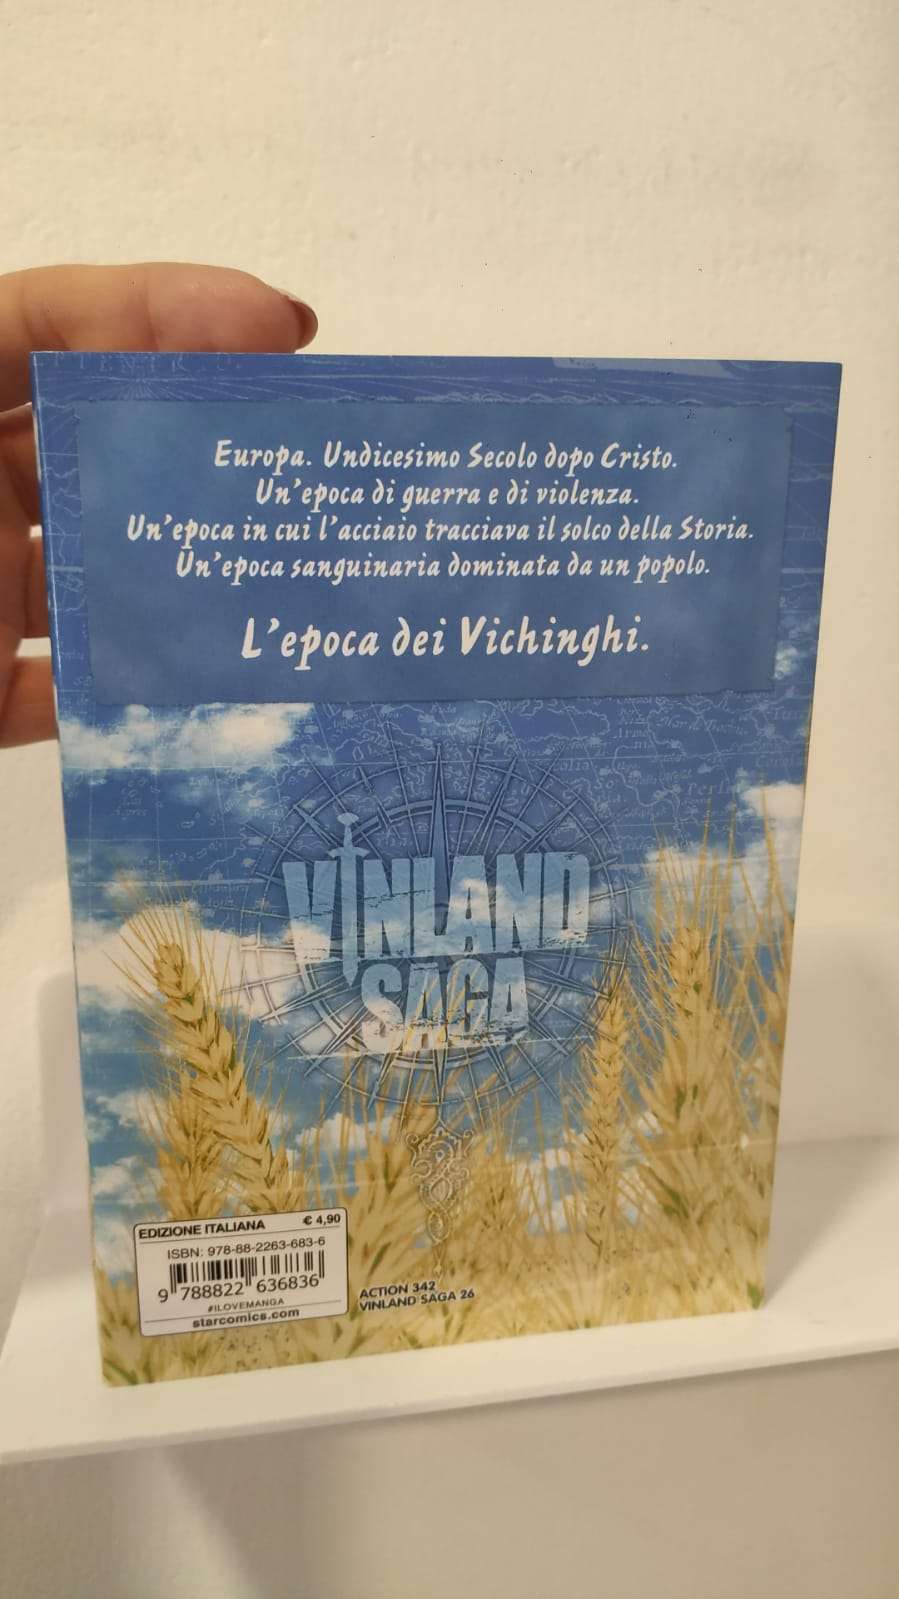 Europa. Undicesimo Secolo dopo Cristo.
Un'epoca di guerra e di violenza.
Un'epoca in cui l'acciaio tracciava il solco della Storia.
Un'epoca sanguinaria dominata da un popolo.
L'epoca dei Vichinghi.
VINLAND
SAGA
EDIZIONE ITALIANA € 4,90
ISBN: 978-88-2263-683-6
9 788822 636836
#ILOVEMANGA
starcomics.com
ACTION 342
VINLAND SAGA 26